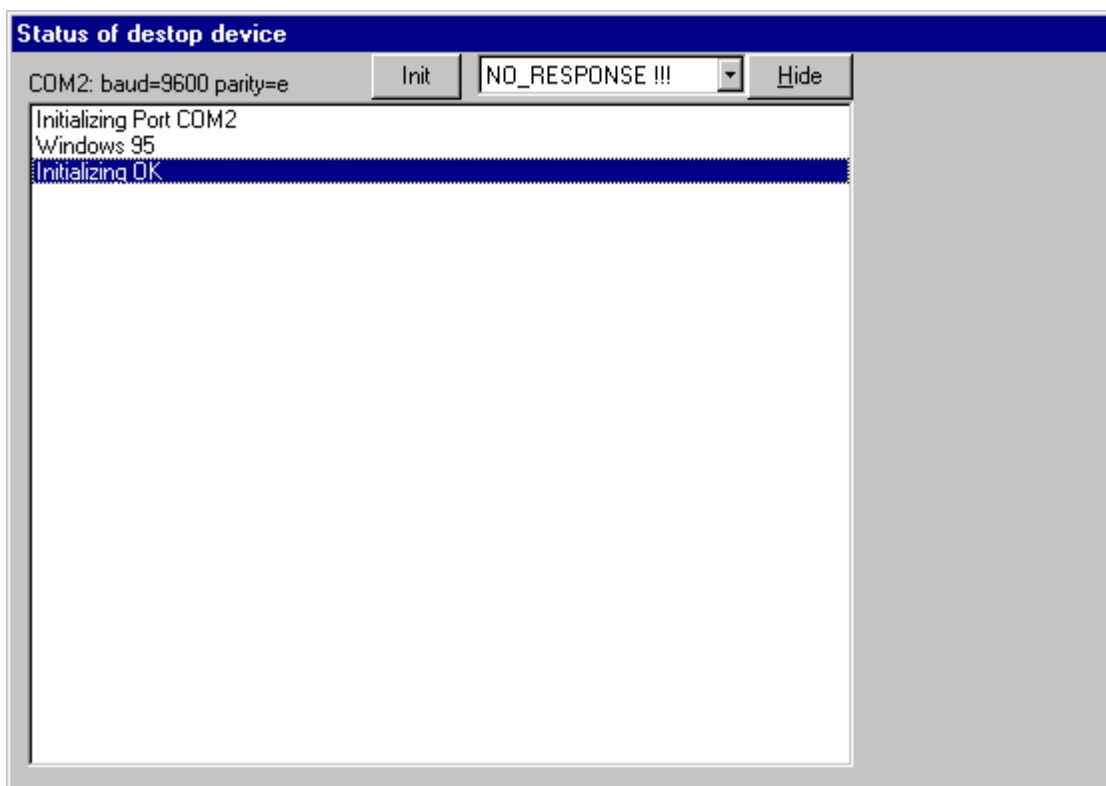 Status of destop device
COM2: baud=9600 parity=e Init NO_RESPONSE !!! Hide
Initializing Port COM2
Windows 95
Initializing OK